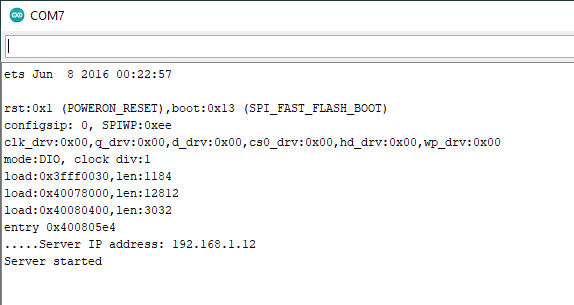 COM7
ets Jun  8 2016 00:22:57
rst:0x1 (POWERON_RESET),boot:0x13 (SPI_FAST_FLASH_BOOT)
configsip: 0, SPIWP:0xee
clk_drv:0x00,q_drv:0x00,d_drv:0x00,cs0_drv:0x00,hd_drv:0x00,wp_drv:0x00
mode:DIO, clock div:1
load:0x3fff0030,len:1184
load:0x40078000,len:12812
load:0x40080400,len:3032
entry 0x400805e4
.....Server IP address: 192.168.1.12
Server started